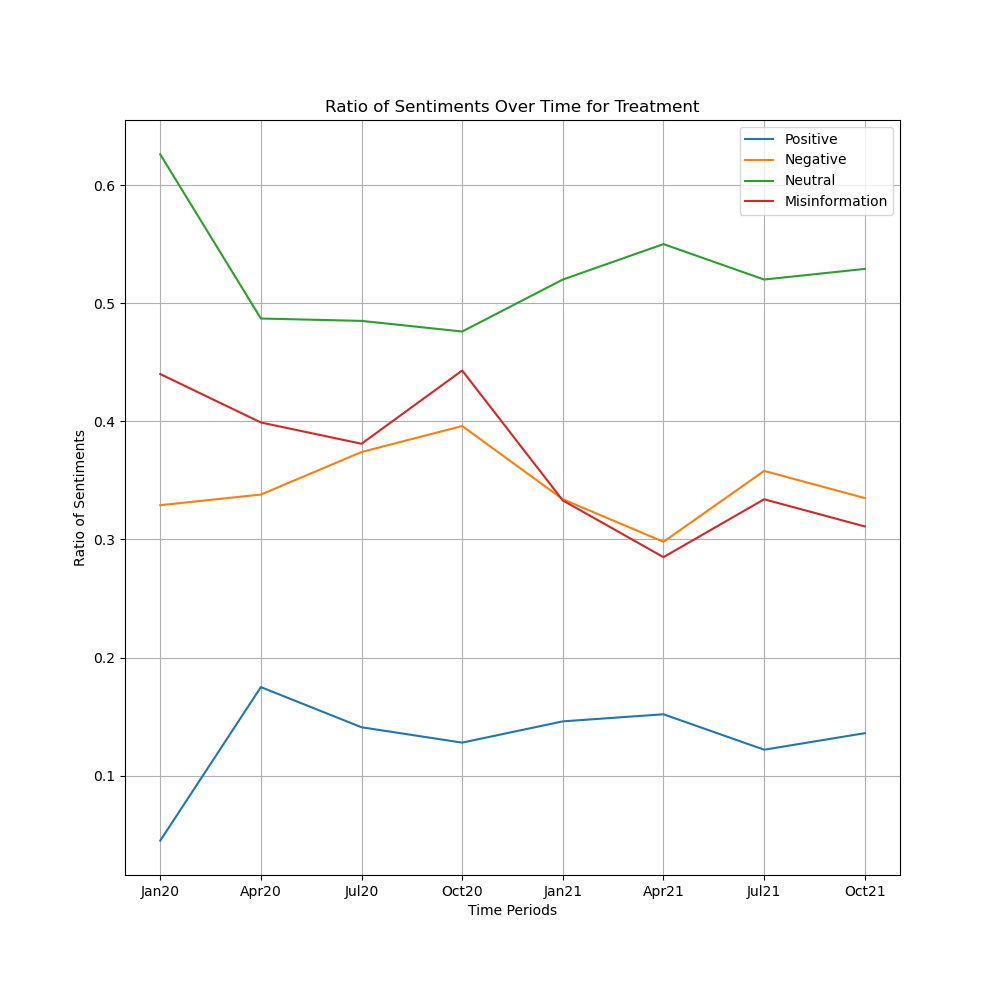 Ratio of Sentiments Over Time for Treatment
Positive
Negative
Neutral
Misinformation
0.6
0.5
0.4
0.3
0.2
0.1
Ratio of Sentiments
Jan20 Apr20 Jul20 Oct20 Jan21 Apr21 Jul21 Oct21
Time Periods